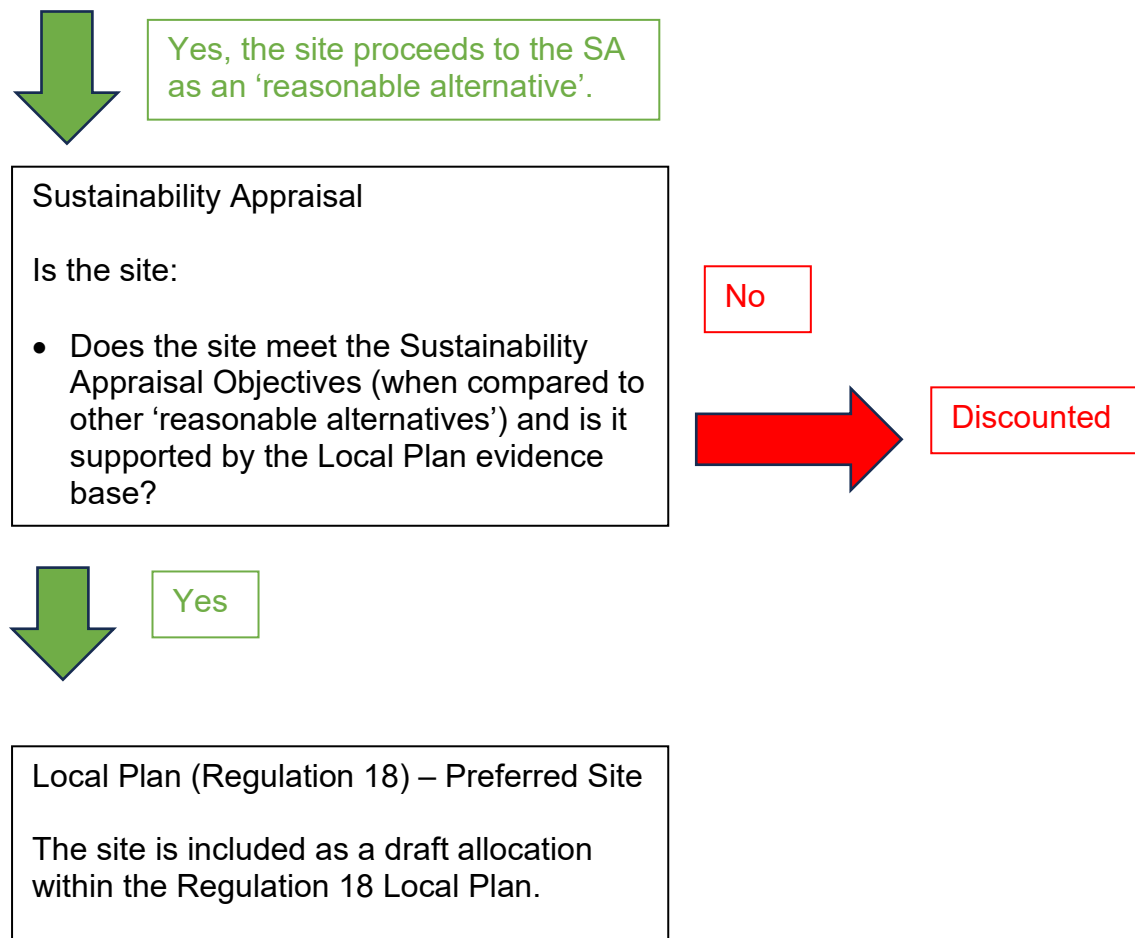 Yes, the site proceeds to the SA
as an ‘reasonable alternative’.
Sustainability Appraisal
Is the site:
• Does the site meet the Sustainability
Appraisal Objectives (when compared to
other ‘reasonable alternatives’) and is it
supported by the Local Plan evidence
base?
No
Discounted
Yes
Local Plan (Regulation 18) – Preferred Site
The site is included as a draft allocation
within the Regulation 18 Local Plan.